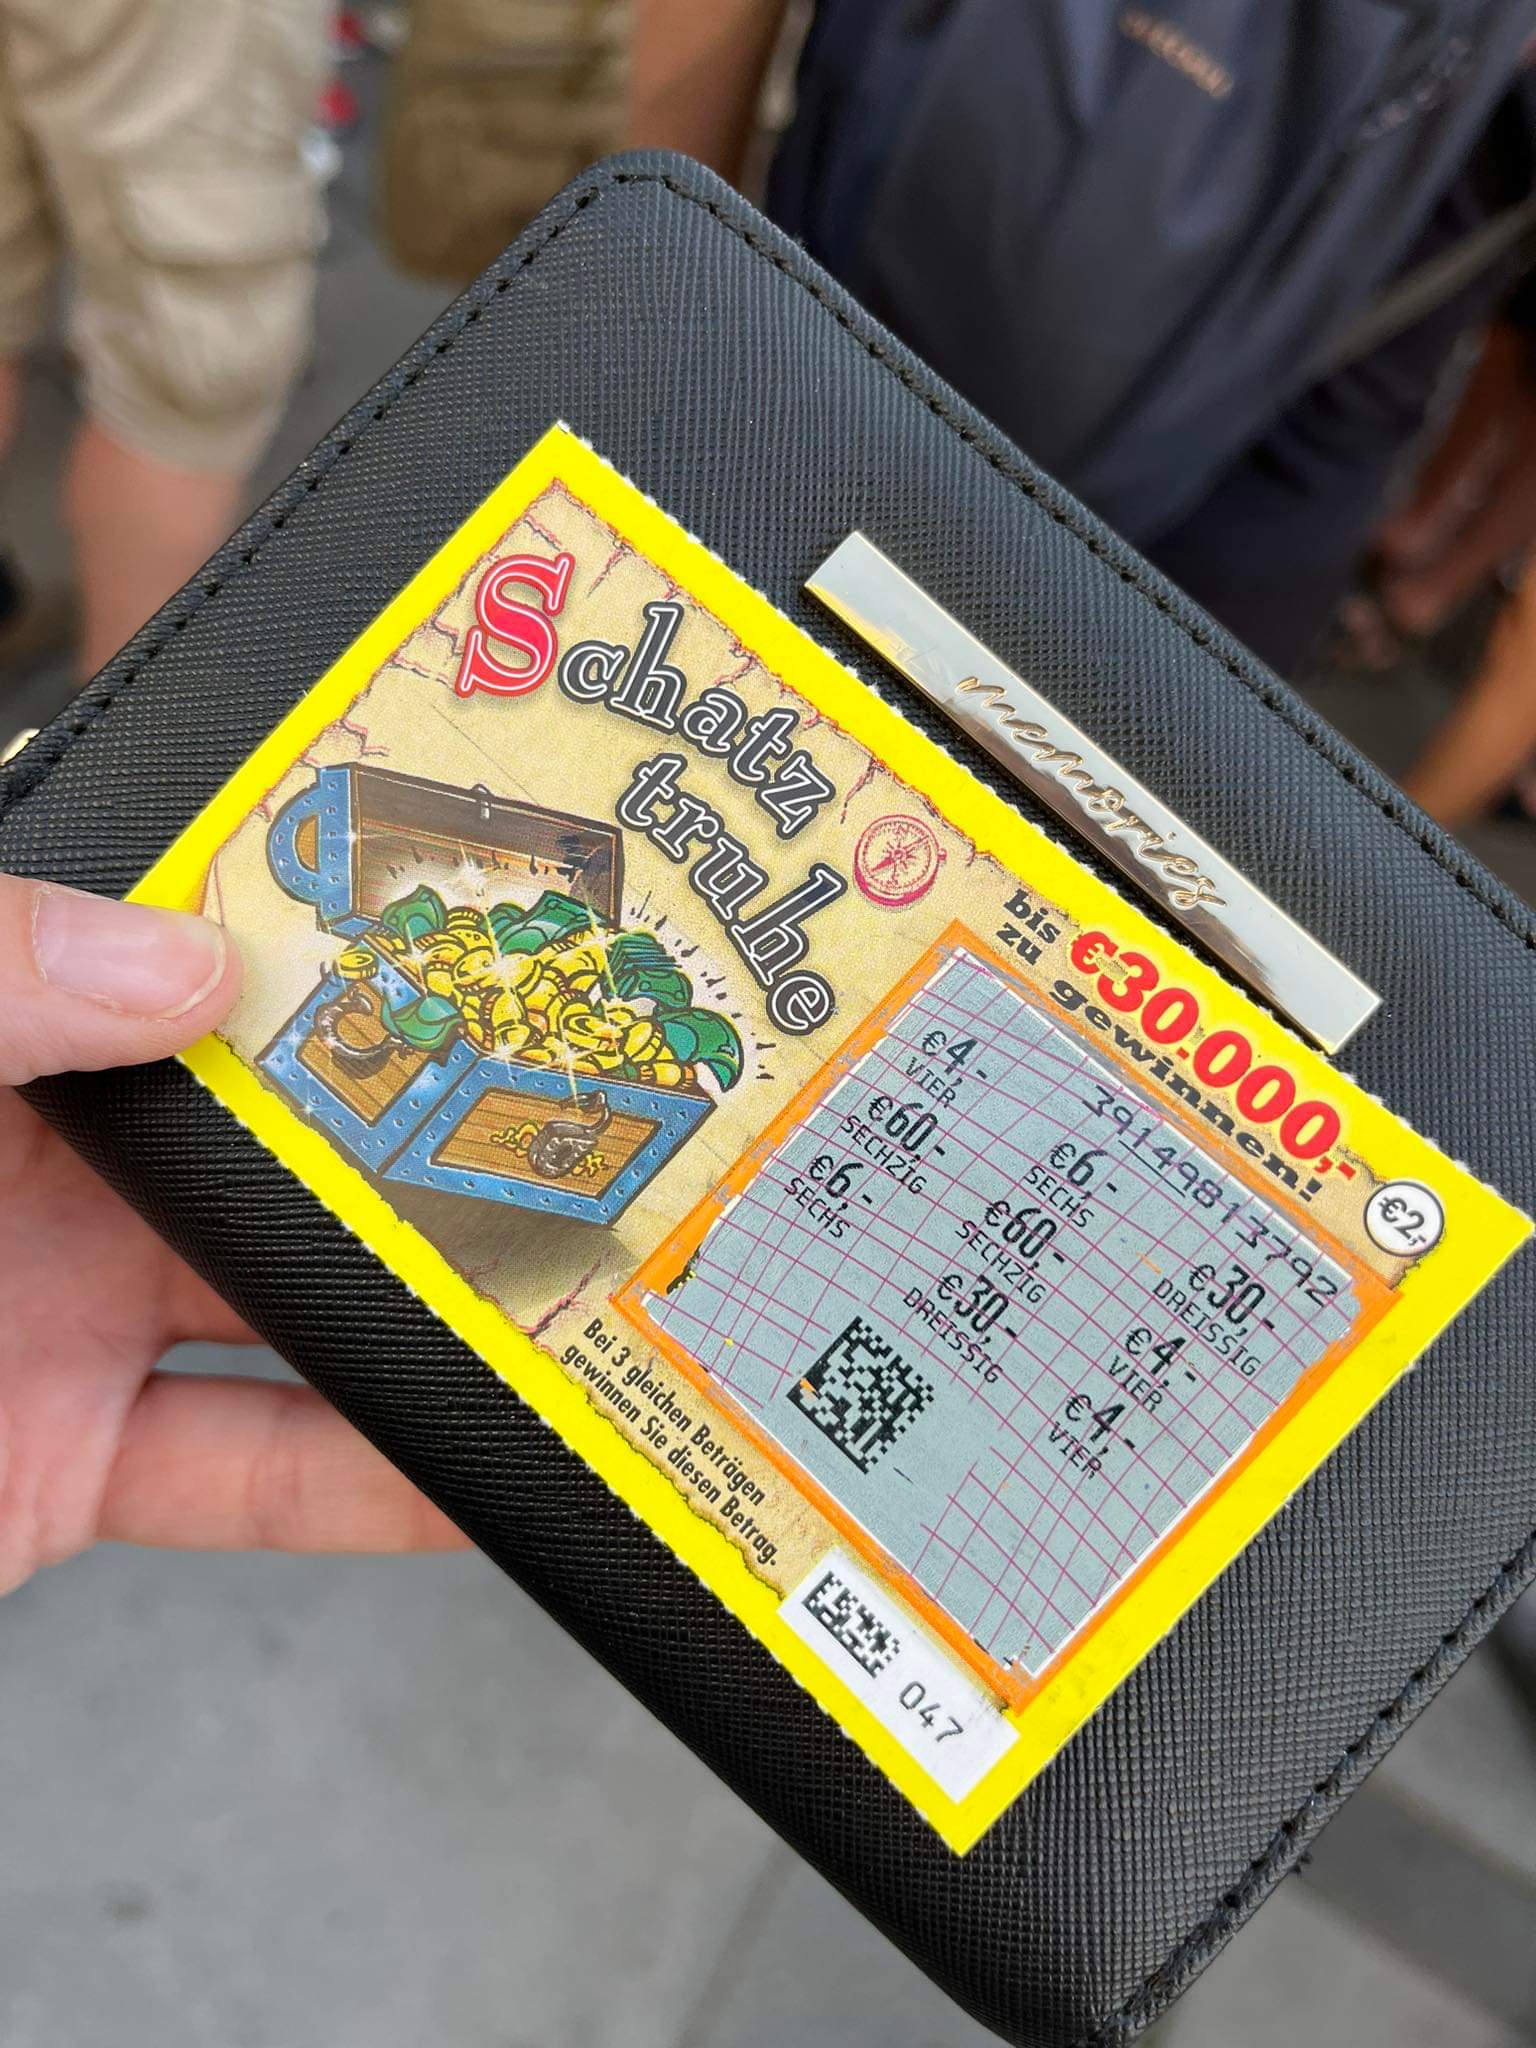 memories
Schatz
truhe
bis
zu
€30.000,-
gewinnen!
€2,-
39149813792
€4,-
VIER
€6,-
SECHS
€30,-
DREISSIG
€60,-
SECHZIG
€60,-
SECHZIG
€4,-
VIER
€6,-
SECHS
€30,-
DREISSIG
€4,-
VIER
Bei 3 gleichen Beträgen
gewinnen Sie diesen Betrag.
047